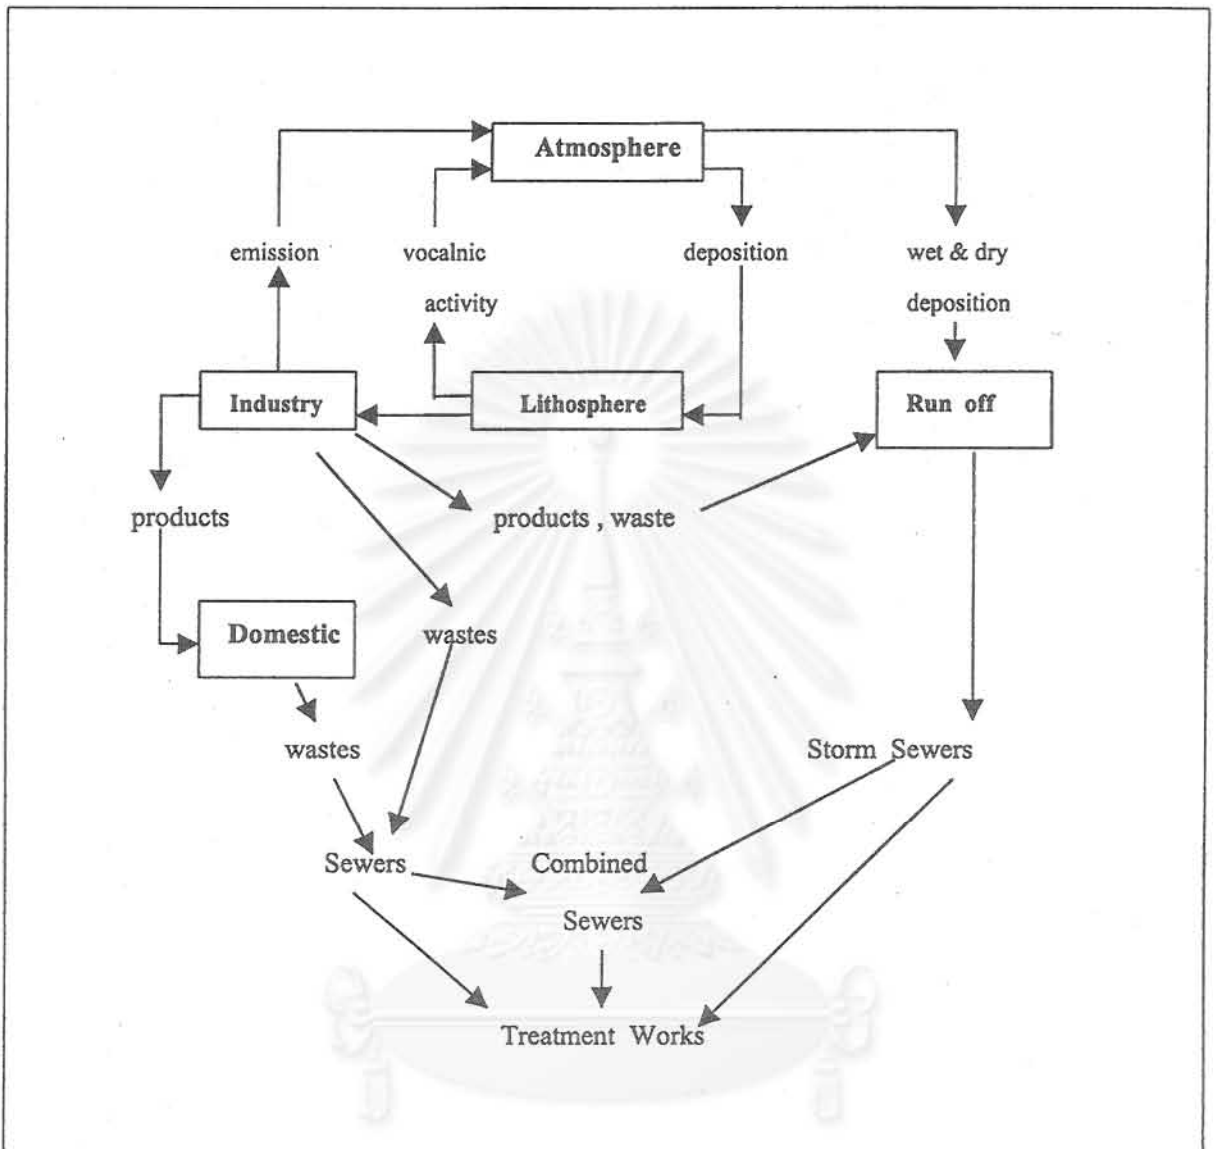 Atmosphere
emission
vocalnic
activity
deposition
wet & dry
deposition
Industry
Lithosphere
Run off
products
products , waste
Domestic
wastes
wastes
Storm Sewers
Sewers
Combined
Sewers
Treatment Works